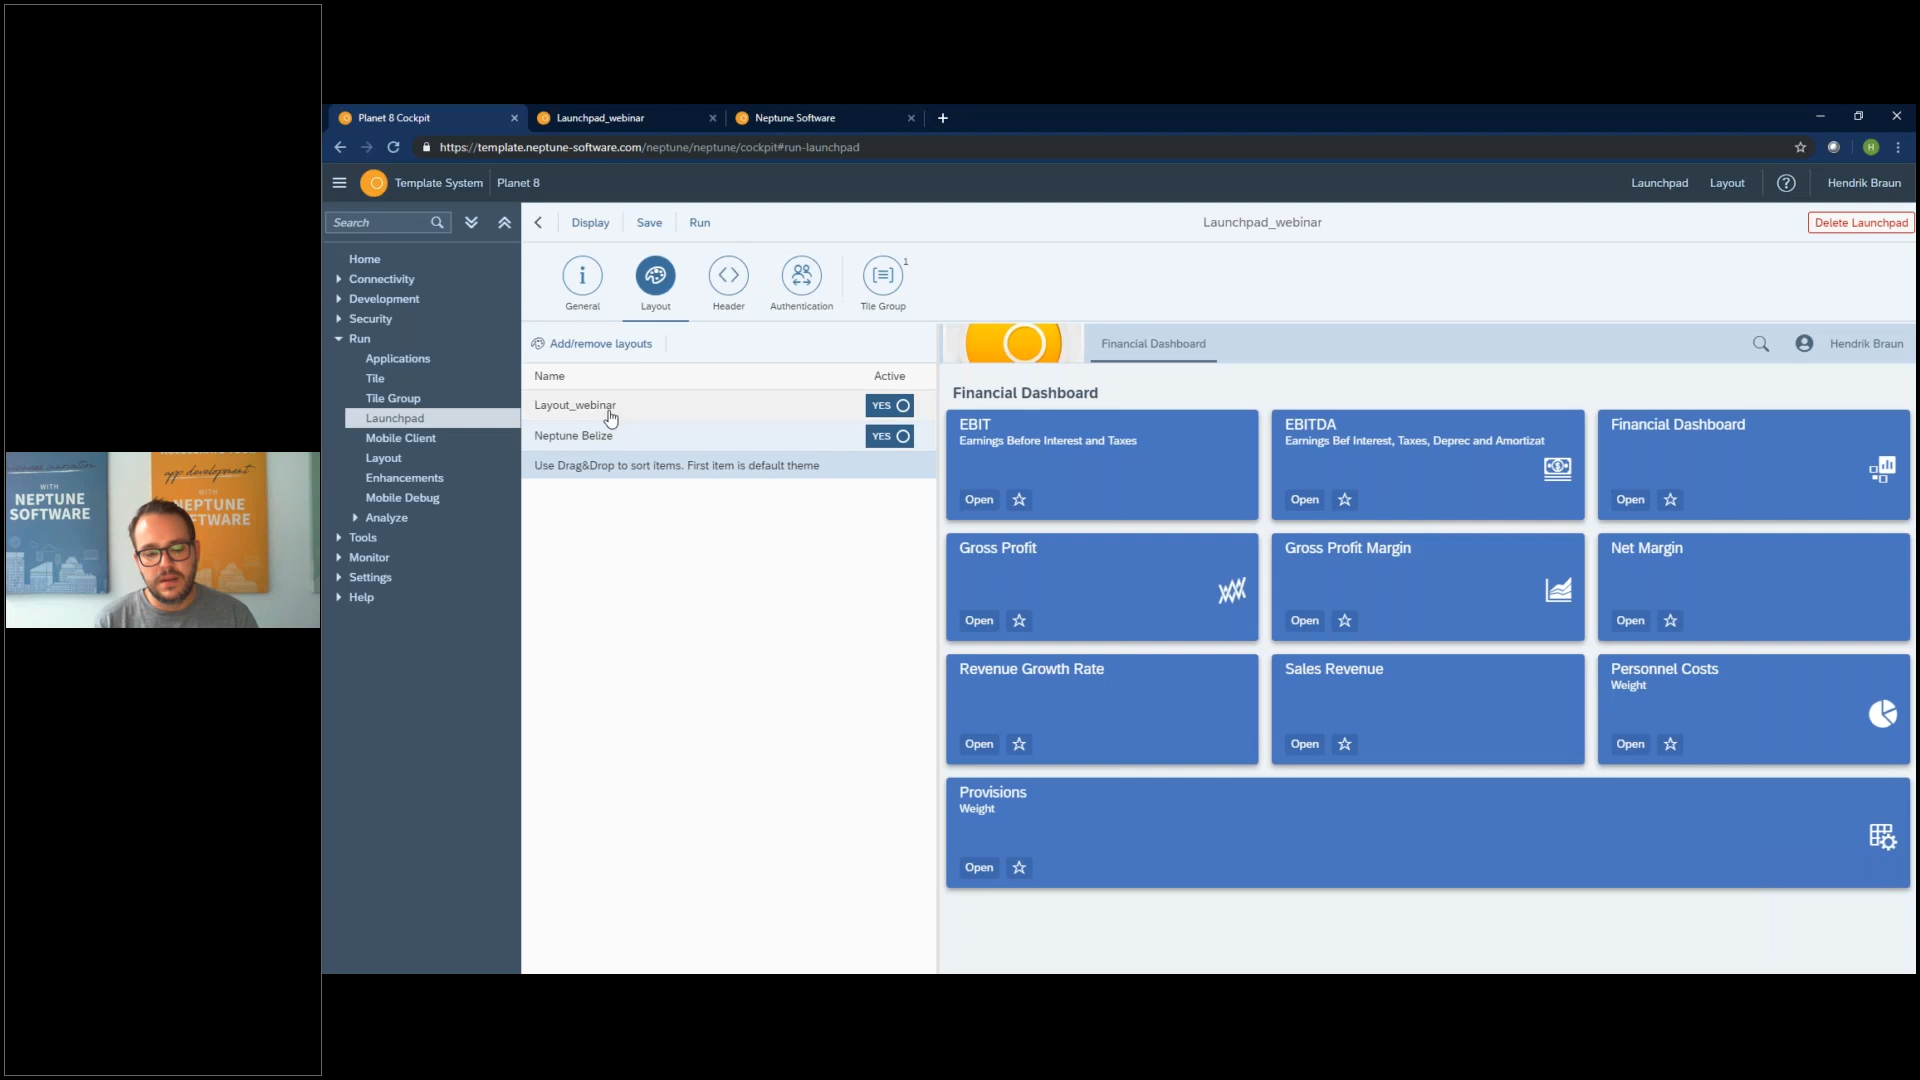 Planet 8 Cockpit
Launchpad_webinar
Neptune Software
https://template.neptune-software.com/neptune/neptune/cockpit#run-launchpad
H
Template System
Planet 8
Launchpad
Layout
?
Hendrik Braun
Search
Display
Save
Run
Launchpad_webinar
Delete Launchpad
Home
Connectivity
Development
Security
Run
Applications
Tile
Tile Group
Launchpad
Mobile Client
Layout
Enhancements
Mobile Debug
Analyze
Tools
Monitor
Settings
Help
General
Layout
Header
Authentication
Tile Group
1
Add/remove layouts
Name
Active
Layout_webinar
YES
Neptune Belize
YES
Use Drag&Drop to sort items. First item is default theme
Financial Dashboard
Hendrik Braun
Financial Dashboard
EBIT
Earnings Before Interest and Taxes
Open
EBITDA
Earnings Bef Interest, Taxes, Deprec and Amortizat
Open
Financial Dashboard
Open
Gross Profit
Open
Gross Profit Margin
Open
Net Margin
Open
Revenue Growth Rate
Open
Sales Revenue
Open
Personnel Costs
Weight
Open
Provisions
Weight
Open
WITH
NEPTUNE
SOFTWARE
app development
WITH
NEPTUNE